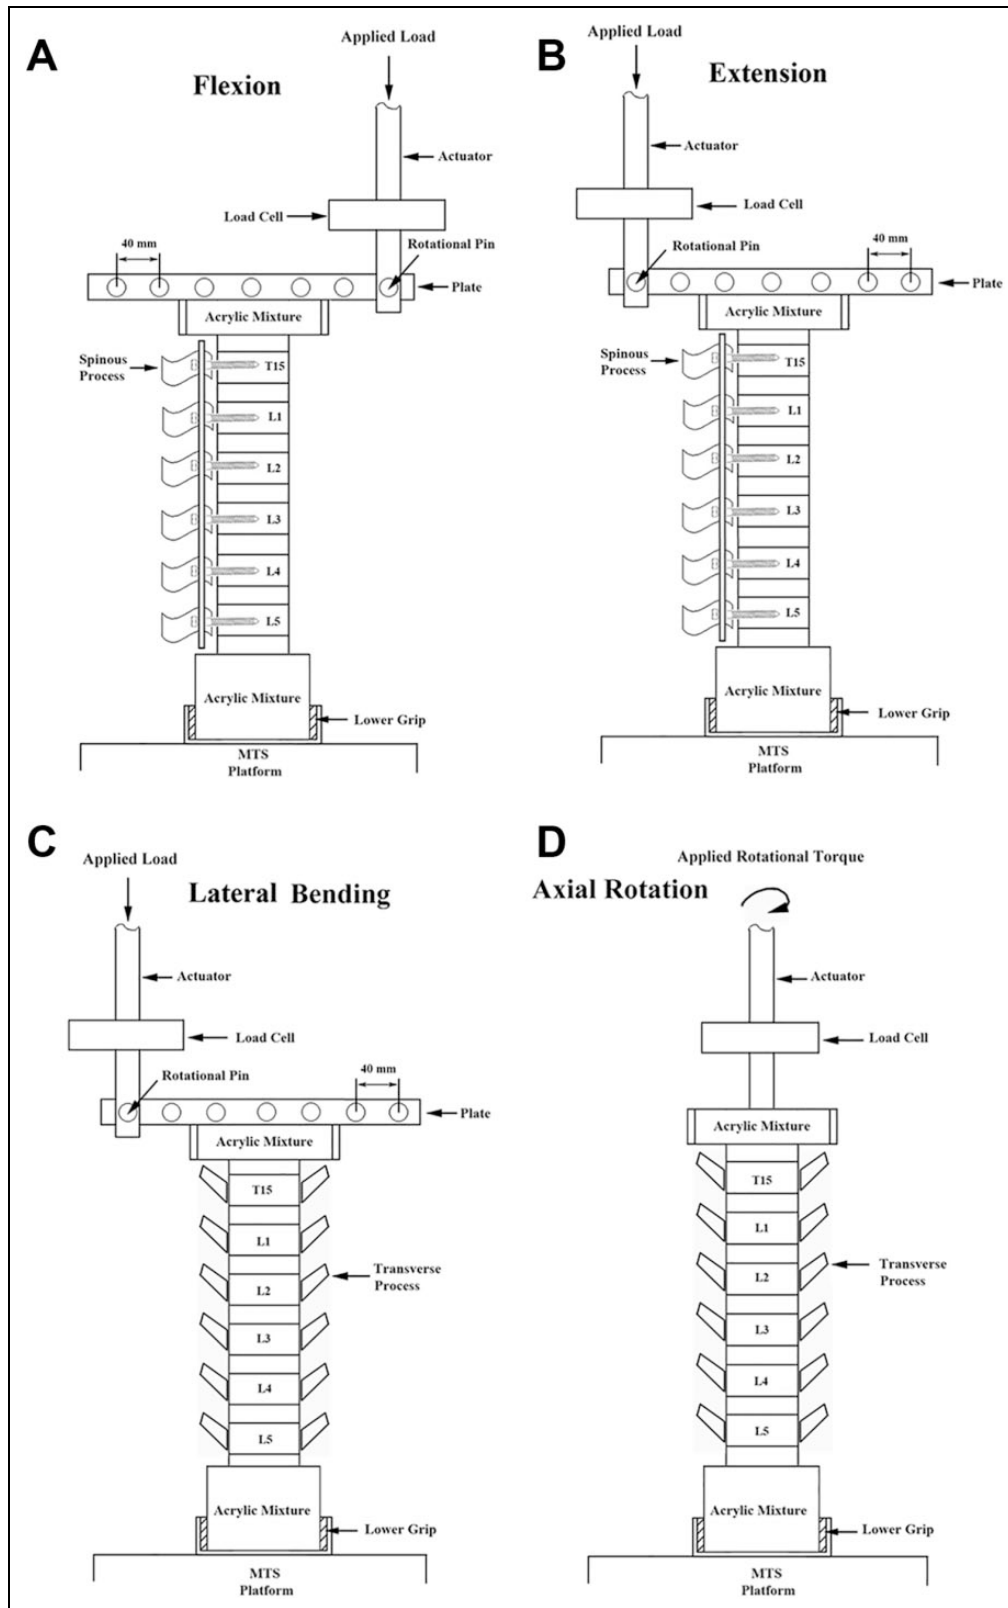 A
Applied Load
Flexion
Actuator
Load Cell
40 mm
Rotational Pin
Plate
Acrylic Mixture
Spinous
Process
T15
L1
L2
L3
L4
L5
Acrylic Mixture
Lower Grip
MTS
Platform
B
Applied Load
Extension
Actuator
Load Cell
40 mm
Rotational Pin
Plate
Acrylic Mixture
Spinous
Process
T15
L1
L2
L3
L4
L5
Acrylic Mixture
Lower Grip
MTS
Platform
C
Applied Load
Lateral Bending
Actuator
Load Cell
40 mm
Rotational Pin
Plate
Acrylic Mixture
T15
L1
L2
Transverse
Process
L3
L4
L5
Acrylic Mixture
Lower Grip
MTS
Platform
D
Applied Rotational Torque
Axial Rotation
Actuator
Load Cell
Acrylic Mixture
T15
L1
L2
Transverse
Process
L3
L4
L5
Acrylic Mixture
Lower Grip
MTS
Platform